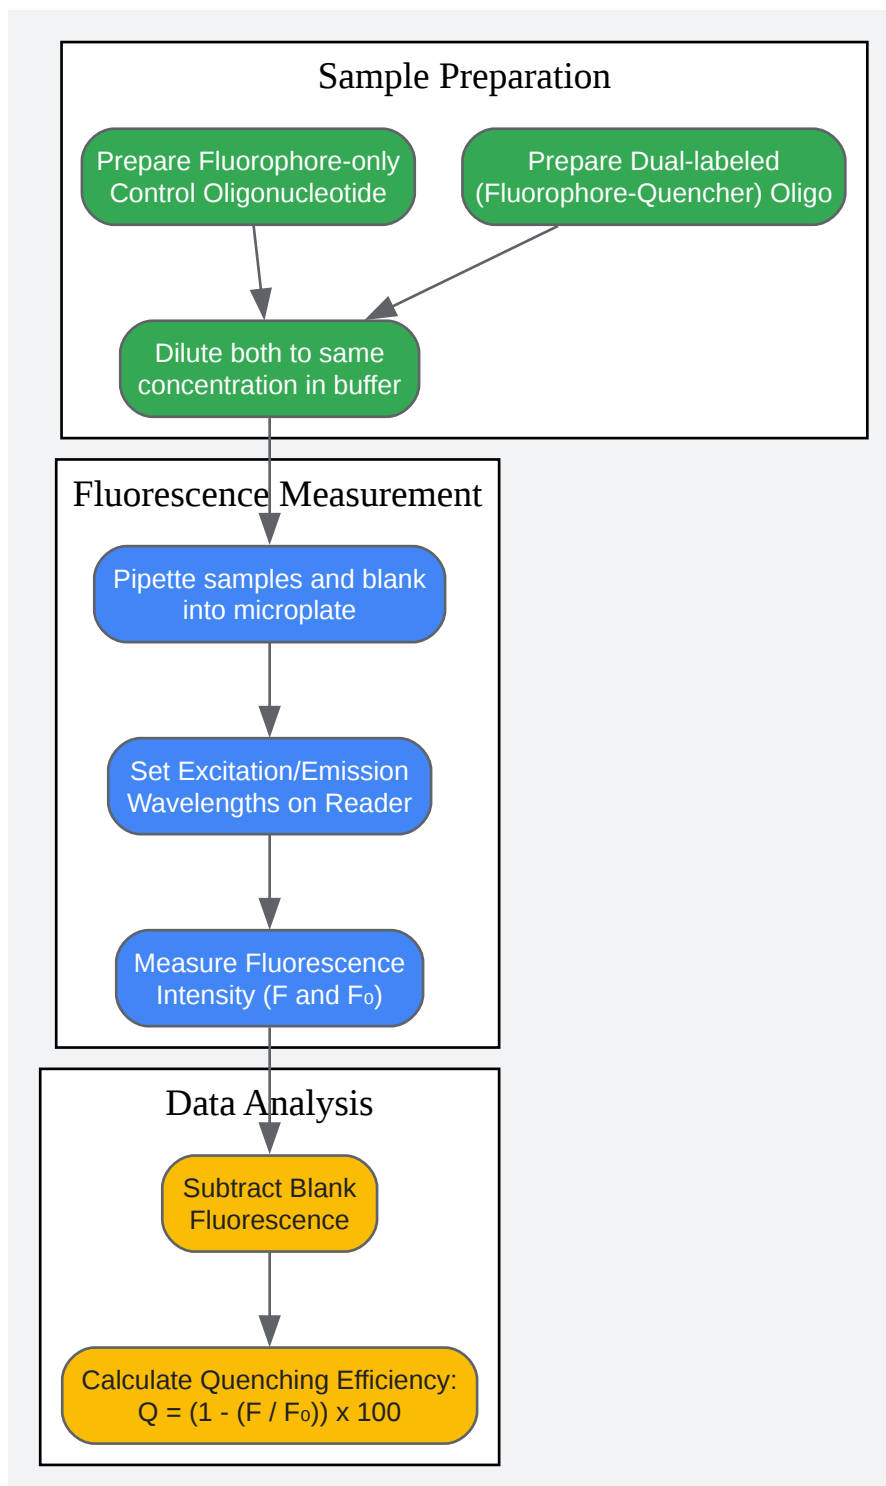 Sample Preparation
Prepare Fluorophore-only
Control Oligonucleotide
Prepare Dual-labeled
(Fluorophore-Quencher) Oligo
Dilute both to same
concentration in buffer
Fluorescence Measurement
Pipette samples and blank
into microplate
Set Excitation/Emission
Wavelengths on Reader
Measure Fluorescence
Intensity (F and F₀)
Data Analysis
Subtract Blank
Fluorescence
Calculate Quenching Efficiency:
Q = (1 - (F / F₀)) x 100